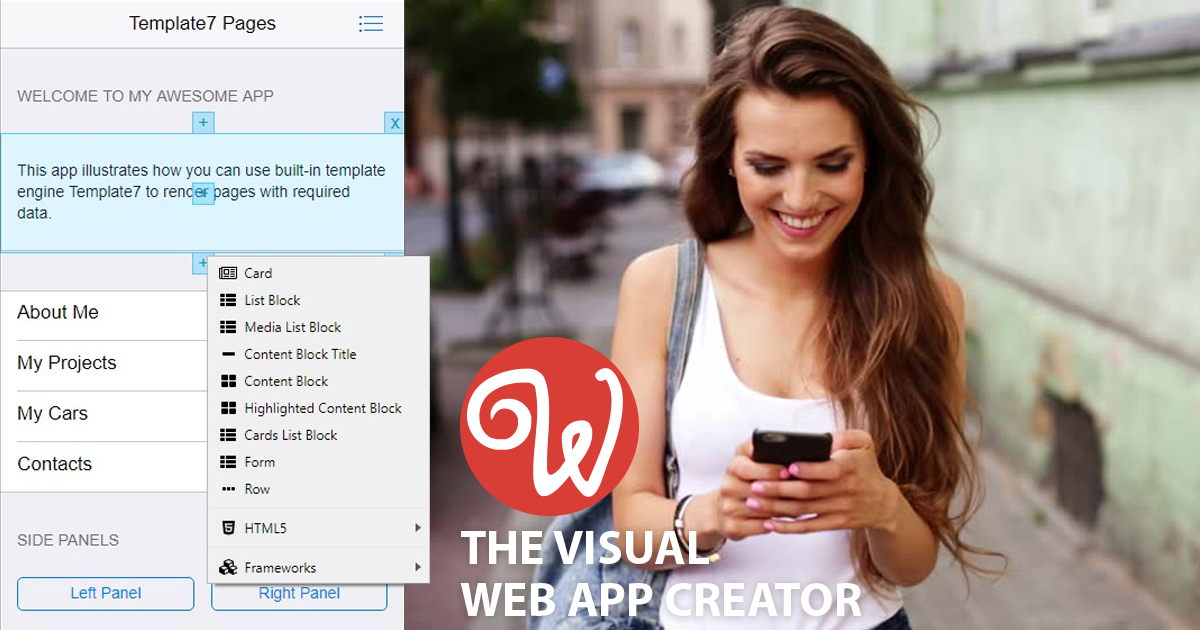 Template7 Pages
WELCOME TO MY AWESOME APP
+
X
This app illustrates how you can use built-in template
engine Template7 to render pages with required
data.
+
+
Card
List Block
Media List Block
Content Block Title
Content Block
Highlighted Content Block
Cards List Block
Form
Row
HTML5
Frameworks
About Me
My Projects
My Cars
Contacts
SIDE PANELS
Left Panel
Right Panel
W
THE VISUAL
WEB APP CREATOR